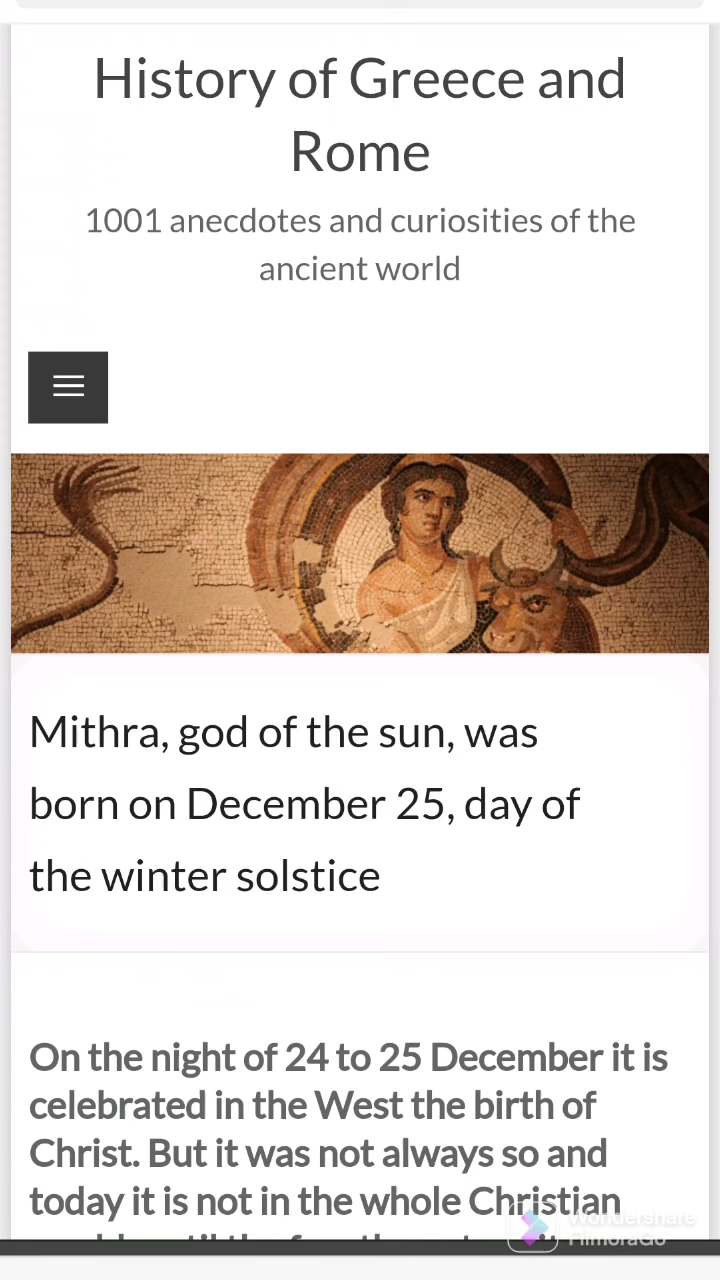 History of Greece and
Rome
1001 anecdotes and curiosities of the
ancient world
Mithra, god of the sun, was
born on December 25, day of
the winter solstice
On the night of 24 to 25 December it is
celebrated in the West the birth of
Christ. But it was not always so and
today it is not in the whole Christian
Wondershare
FilmoraGo